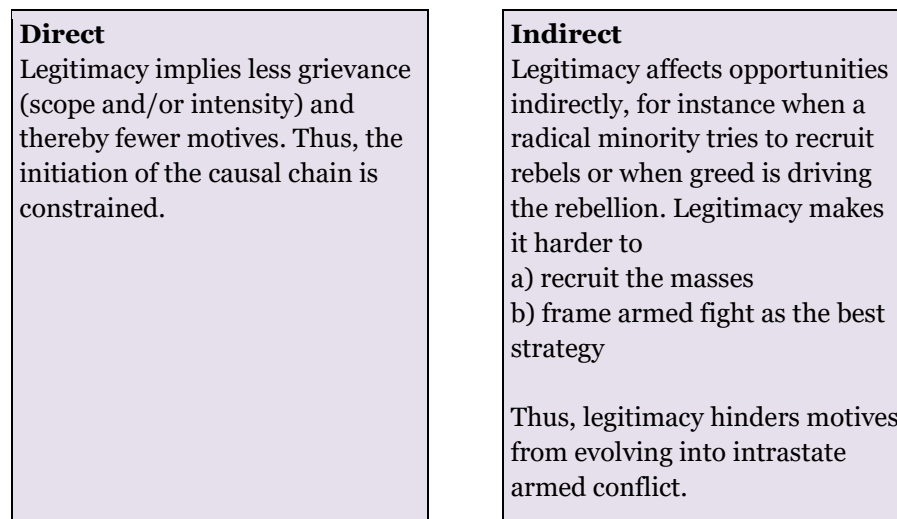 Direct
Legitimacy implies less grievance
(scope and/or intensity) and
thereby fewer motives. Thus, the
initiation of the causal chain is
constrained.
Indirect
Legitimacy affects opportunities
indirectly, for instance when a
radical minority tries to recruit
rebels or when greed is driving
the rebellion. Legitimacy makes
it harder to
a) recruit the masses
b) frame armed fight as the best
strategy
Thus, legitimacy hinders motives
from evolving into intrastate
armed conflict.